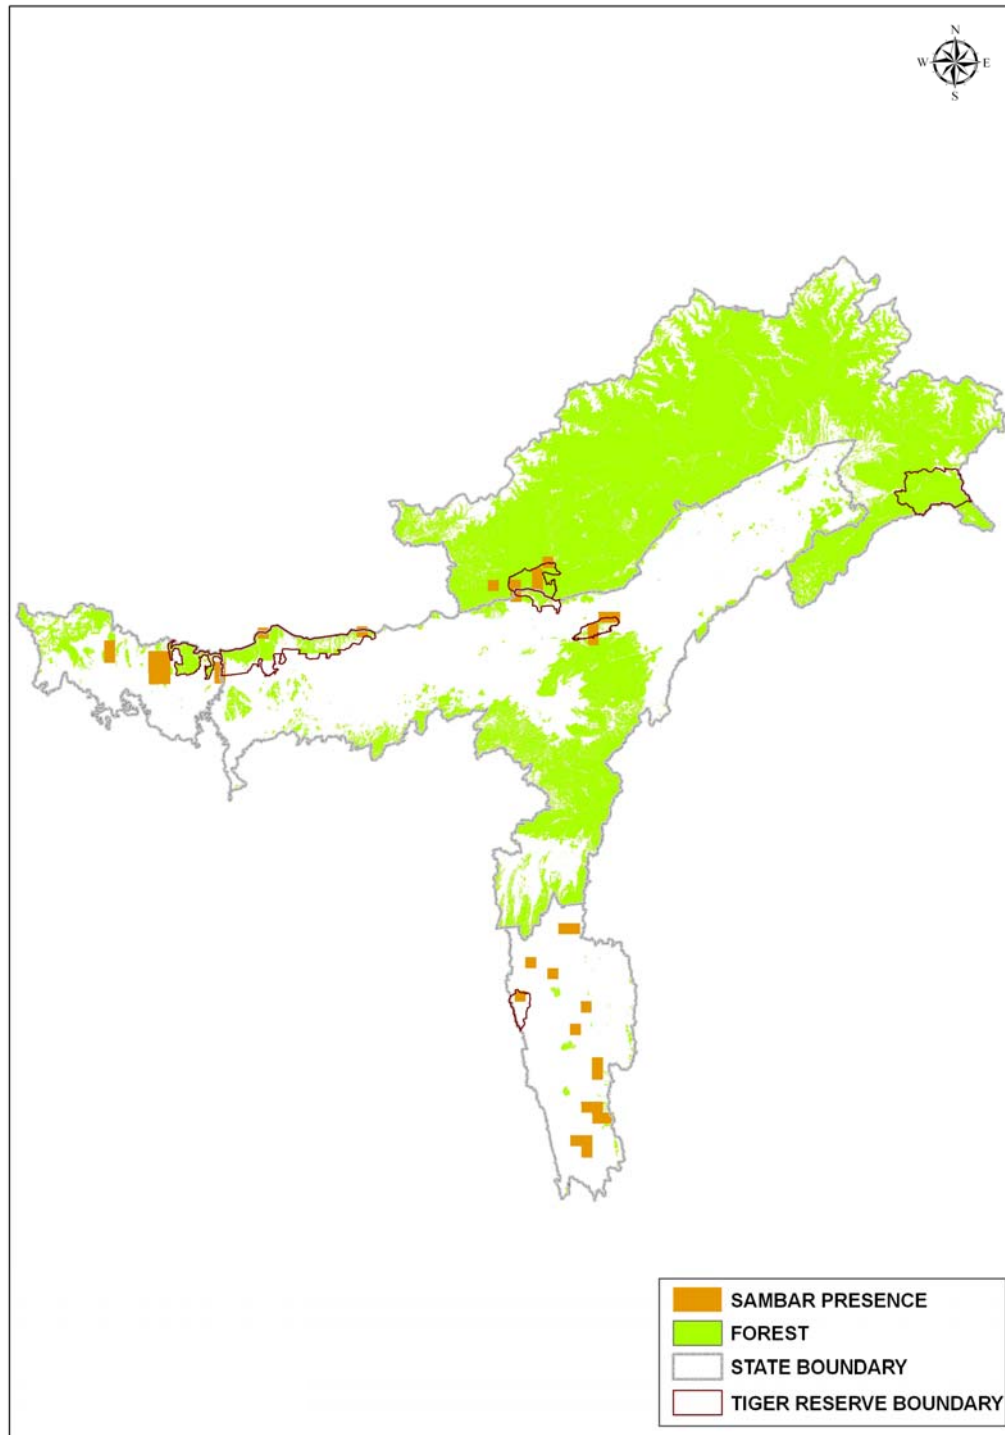 N
W E
S
SAMBAR PRESENCE
FOREST
STATE BOUNDARY
TIGER RESERVE BOUNDARY